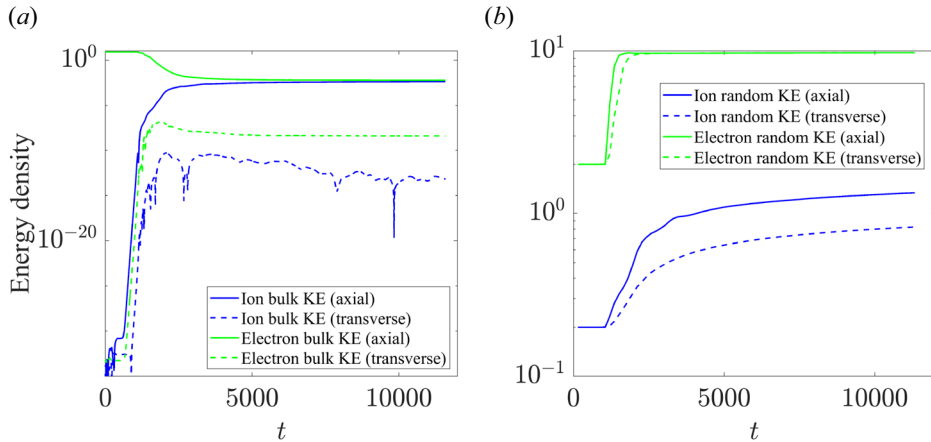 (a)
(b)
10^0
10^-20
Energy density
Ion bulk KE (axial)
Ion bulk KE (transverse)
Electron bulk KE (axial)
Electron bulk KE (transverse)
0
5000
10000
t
10^1
10^0
10^-1
Ion random KE (axial)
Ion random KE (transverse)
Electron random KE (axial)
Electron random KE (transverse)
0
5000
10000
t